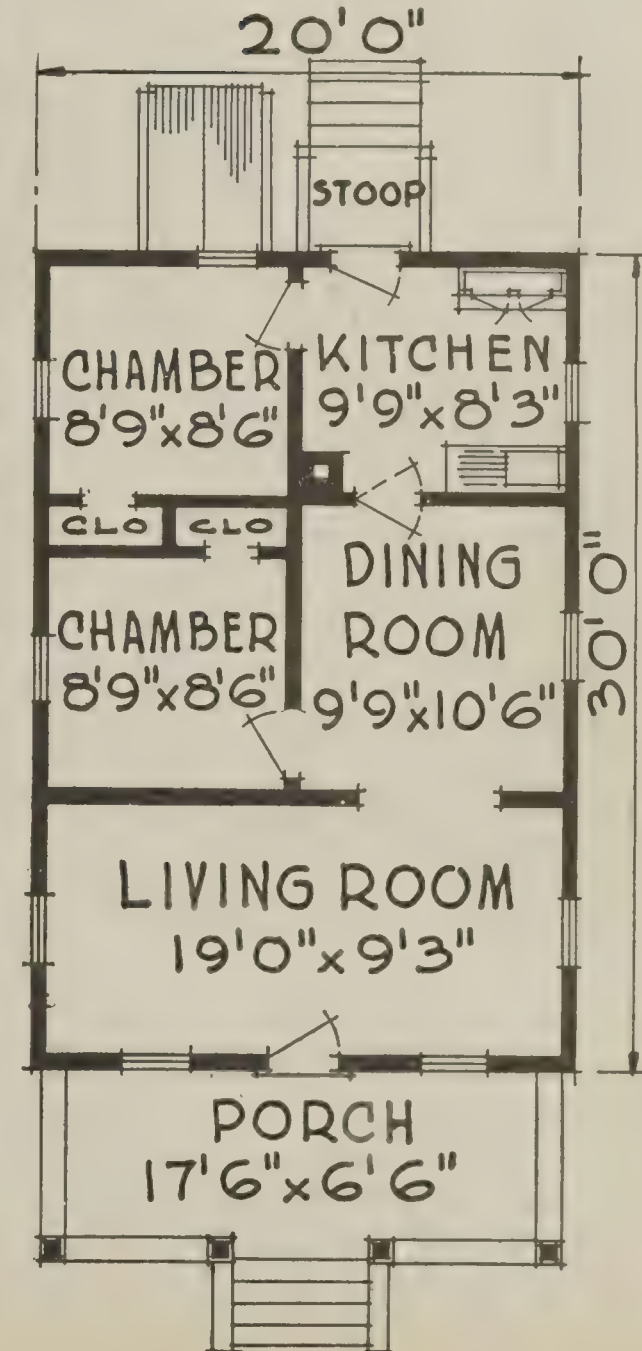 20'0"
STOOP
CHAMBER
8'9"x8'6"
KITCHEN
9'9"x8'3"
CLO
CLO
CHAMBER
8'9"x8'6"
DINING
ROOM
9'9"x10'6"
30'0"
LIVING ROOM
19'0"x9'3"
PORCH
17'6"x6'6"